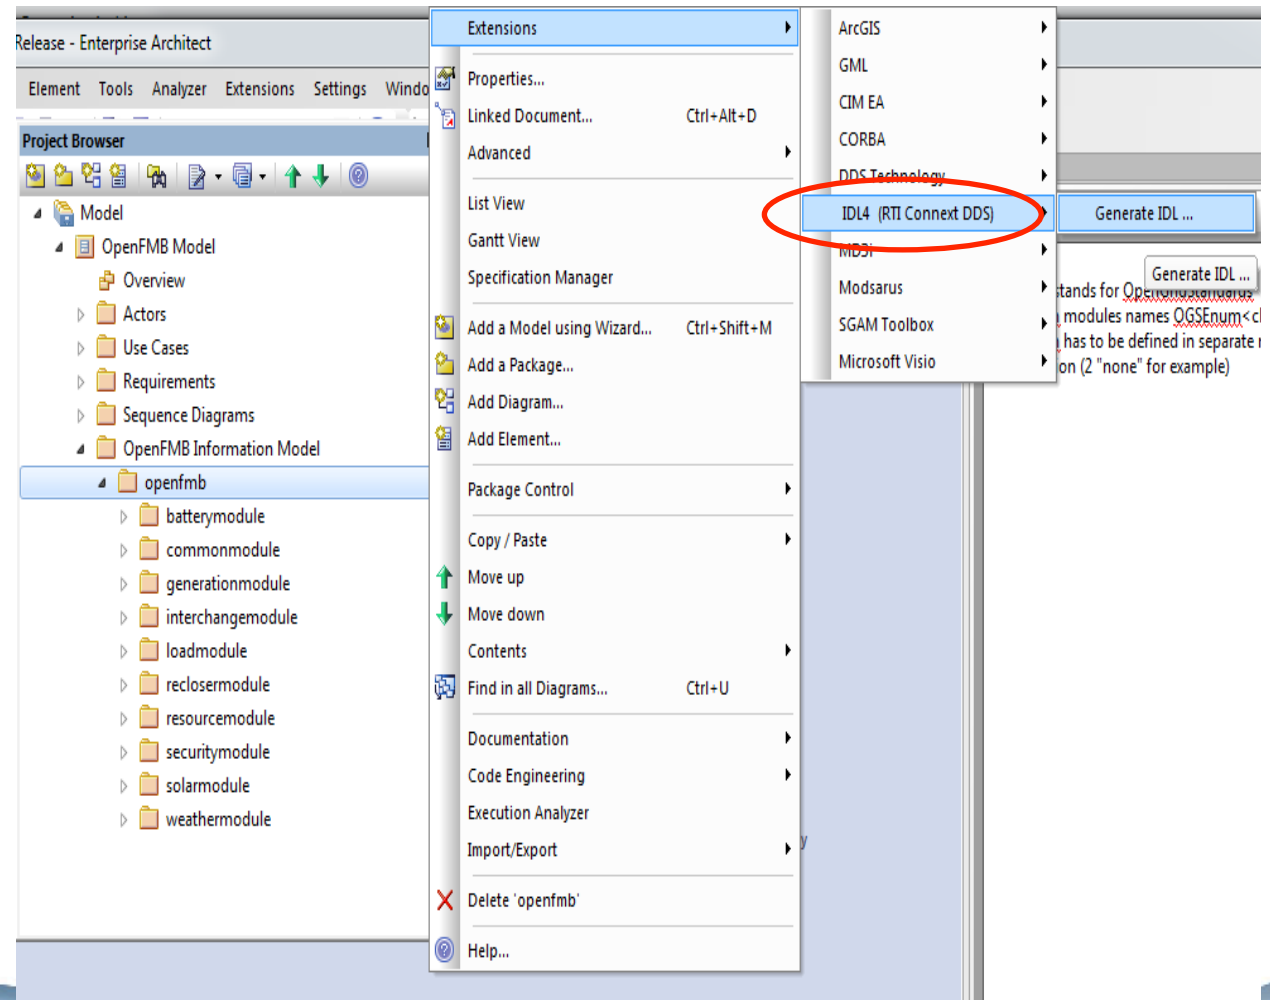 Release - Enterprise Architect
Element Tools Analyzer Extensions Settings Windo
Project Browser
Model
OpenFMB Model
Overview
Actors
Use Cases
Requirements
Sequence Diagrams
OpenFMB Information Model
openfmb
batterymodule
commonmodule
generationmodule
interchangemodule
loadmodule
reclosermodule
resourcemodule
securitymodule
solarmodule
weathermodule
Extensions
Properties...
Linked Document... Ctrl+Alt+D
Advanced
List View
Gantt View
Specification Manager
Add a Model using Wizard... Ctrl+Shift+M
Add a Package...
Add Diagram...
Add Element...
Package Control
Copy / Paste
Move up
Move down
Contents
Find in all Diagrams... Ctrl+U
Documentation
Code Engineering
Execution Analyzer
Import/Export
Delete 'openfmb'
Help...
ArcGIS
GML
CIM EA
CORBA
DDS Technology
IDL4 (RTI Connext DDS)
Modsarus
SGAM Toolbox
Microsoft Visio
Generate IDL ...
Generate IDL ...
stands for OpenGridStandards
modules names OGSEnum<cl
has to be defined in separate
on (2 "none" for example)
y